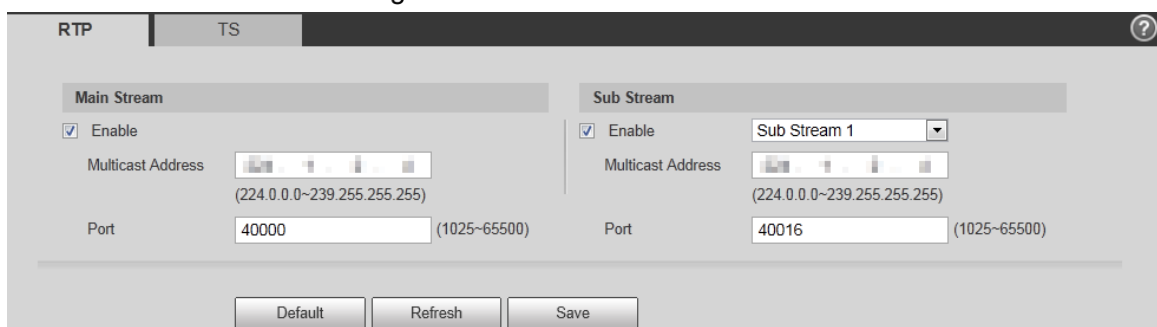 RTP TS ?
Main Stream Sub Stream
Enable Enable Sub Stream 1
Multicast Address Multicast Address
(224.0.0.0~239.255.255.255) (224.0.0.0~239.255.255.255)
Port 40000 (1025~65500) Port 40016 (1025~65500)
Default Refresh Save